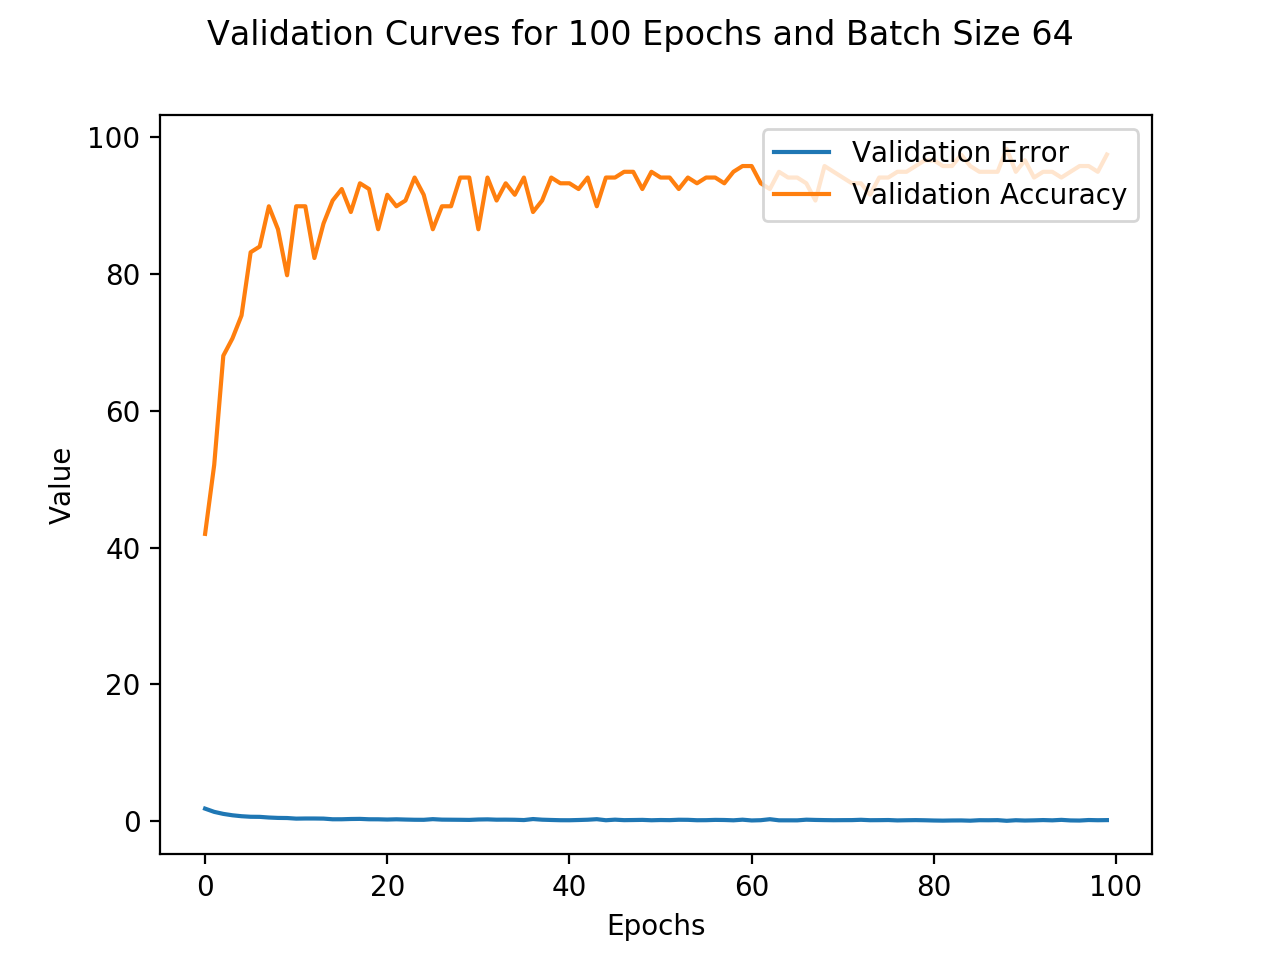 Validation Curves for 100 Epochs and Batch Size 64
Validation Error
Validation Accuracy
100
80
60
40
20
0
Value
0 20 40 60 80 100
Epochs